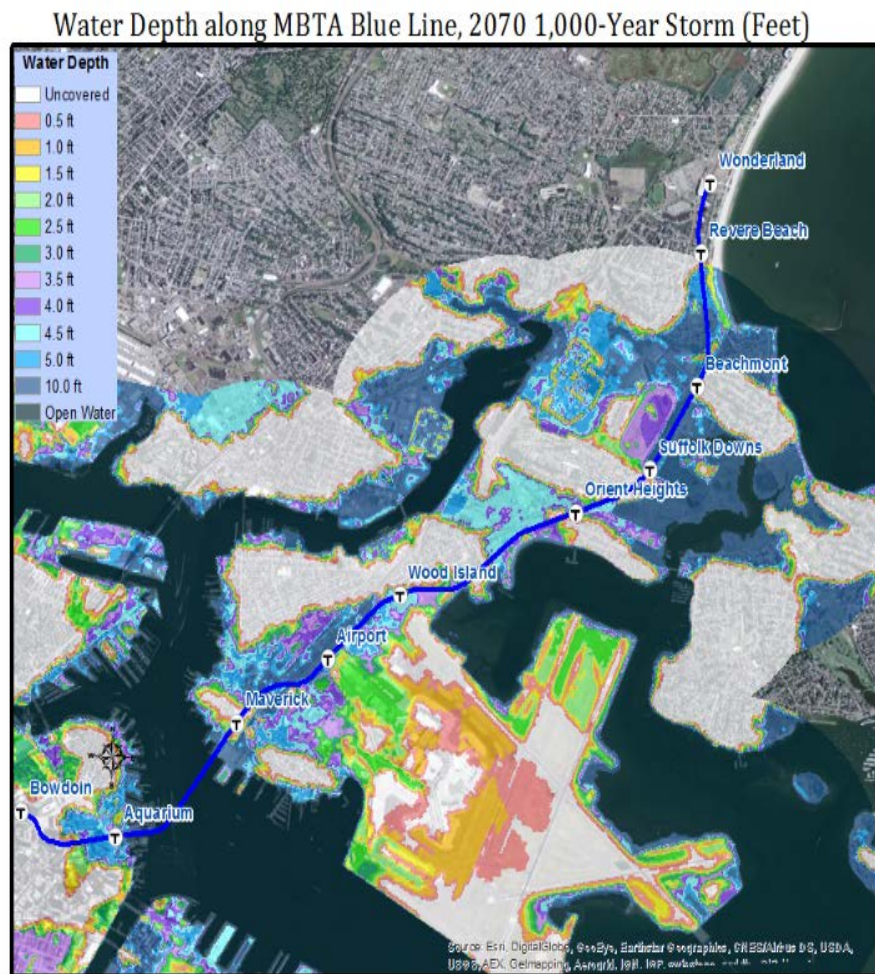 Water Depth along MBTA Blue Line, 2070 1,000-Year Storm (Feet)
Water Depth
Uncovered
0.5 ft
1.0 ft
1.5 ft
2.0 ft
2.5 ft
3.0 ft
3.5 ft
4.0 ft
4.5 ft
5.0 ft
10.0 ft
Open Water
Wonderland
T
Revere Beach
T
Beachmont
T
Suffolk Downs
T
Orient Heights
T
Wood Island
T
Airport
T
Maverick
T
Bowdoin
T
Aquarium
T
Source: Esri, DigitalGlobe, GeoEye, Earthstar Geographics, CNES/Airbus DS, USDA,
USGS, AEX, Getmapping, Aerogrid, IGN, IGP,